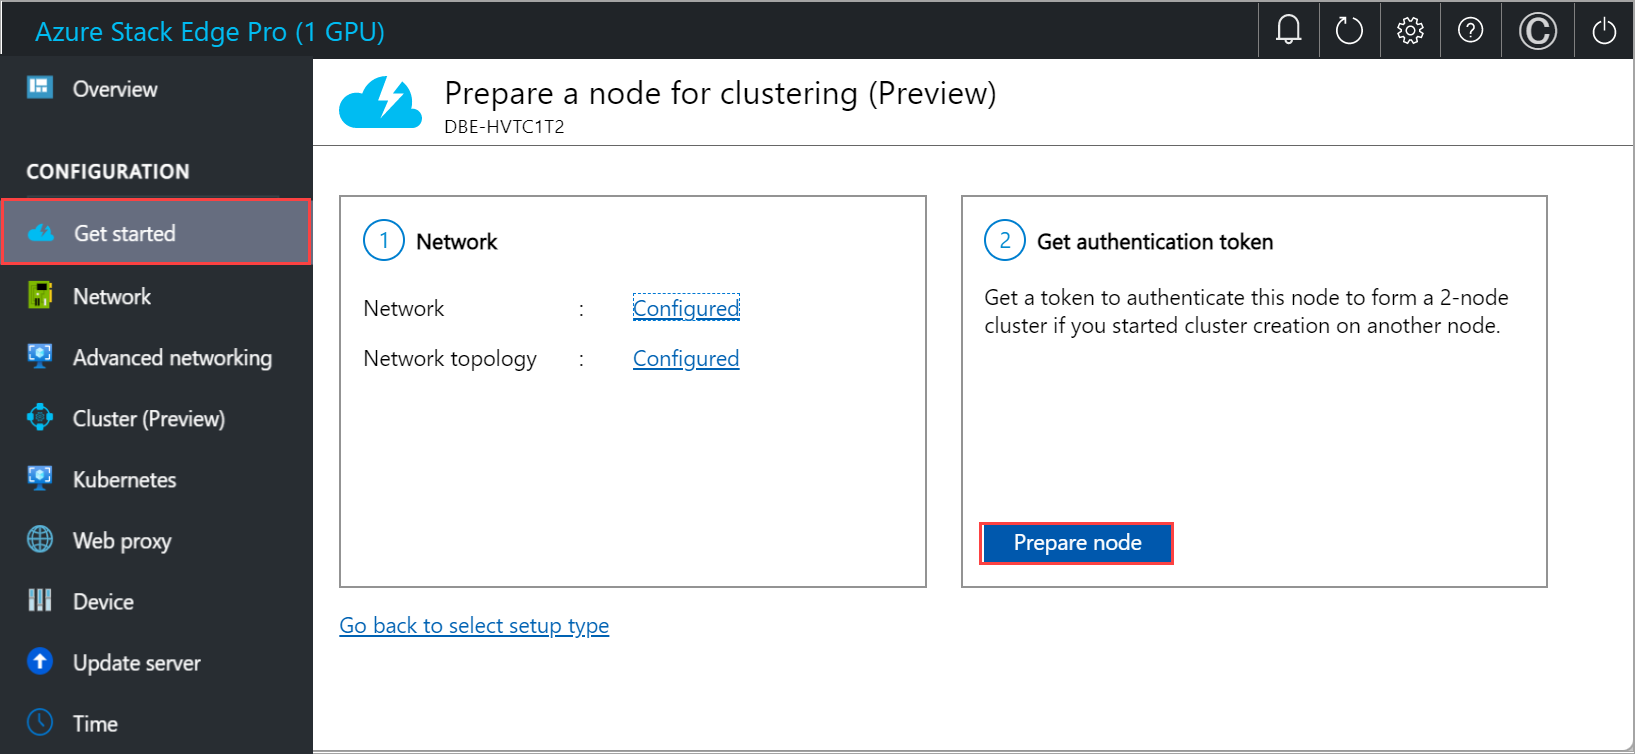 Azure Stack Edge Pro (1 GPU)
Overview
CONFIGURATION
Get started
Network
Advanced networking
Cluster (Preview)
Kubernetes
Web proxy
Device
Update server
Time
Prepare a node for clustering (Preview)
DBE-HVTC1T2
1 Network
Network : Configured
Network topology : Configured
2 Get authentication token
Get a token to authenticate this node to form a 2-node
cluster if you started cluster creation on another node.
Prepare node
Go back to select setup type